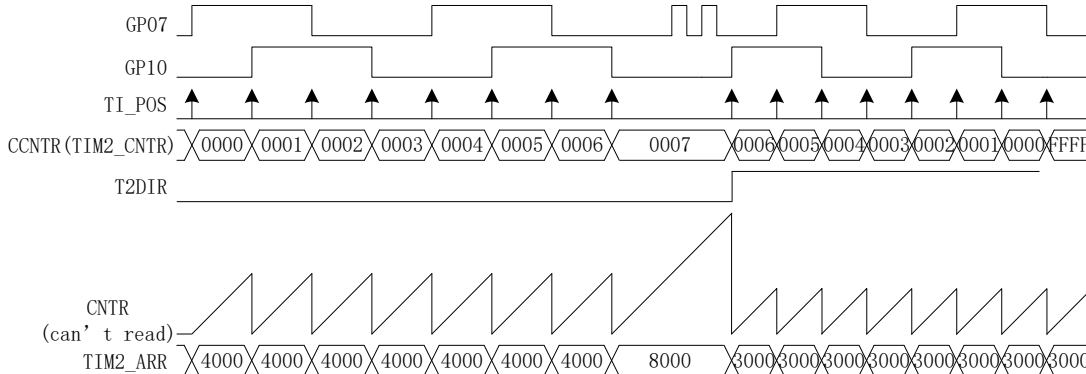 GP07
GP10
TI_POS
CCNTR(TIM2_CNTR) 0000 0001 0002 0003 0004 0005 0006 0007 0006 0005 0004 0003 0002 0001 0000 FFFF
T2DIR
CNTR
(can't read)
TIM2_ARR 4000 4000 4000 4000 4000 4000 4000 8000 3000 3000 3000 3000 3000 3000 3000 3000